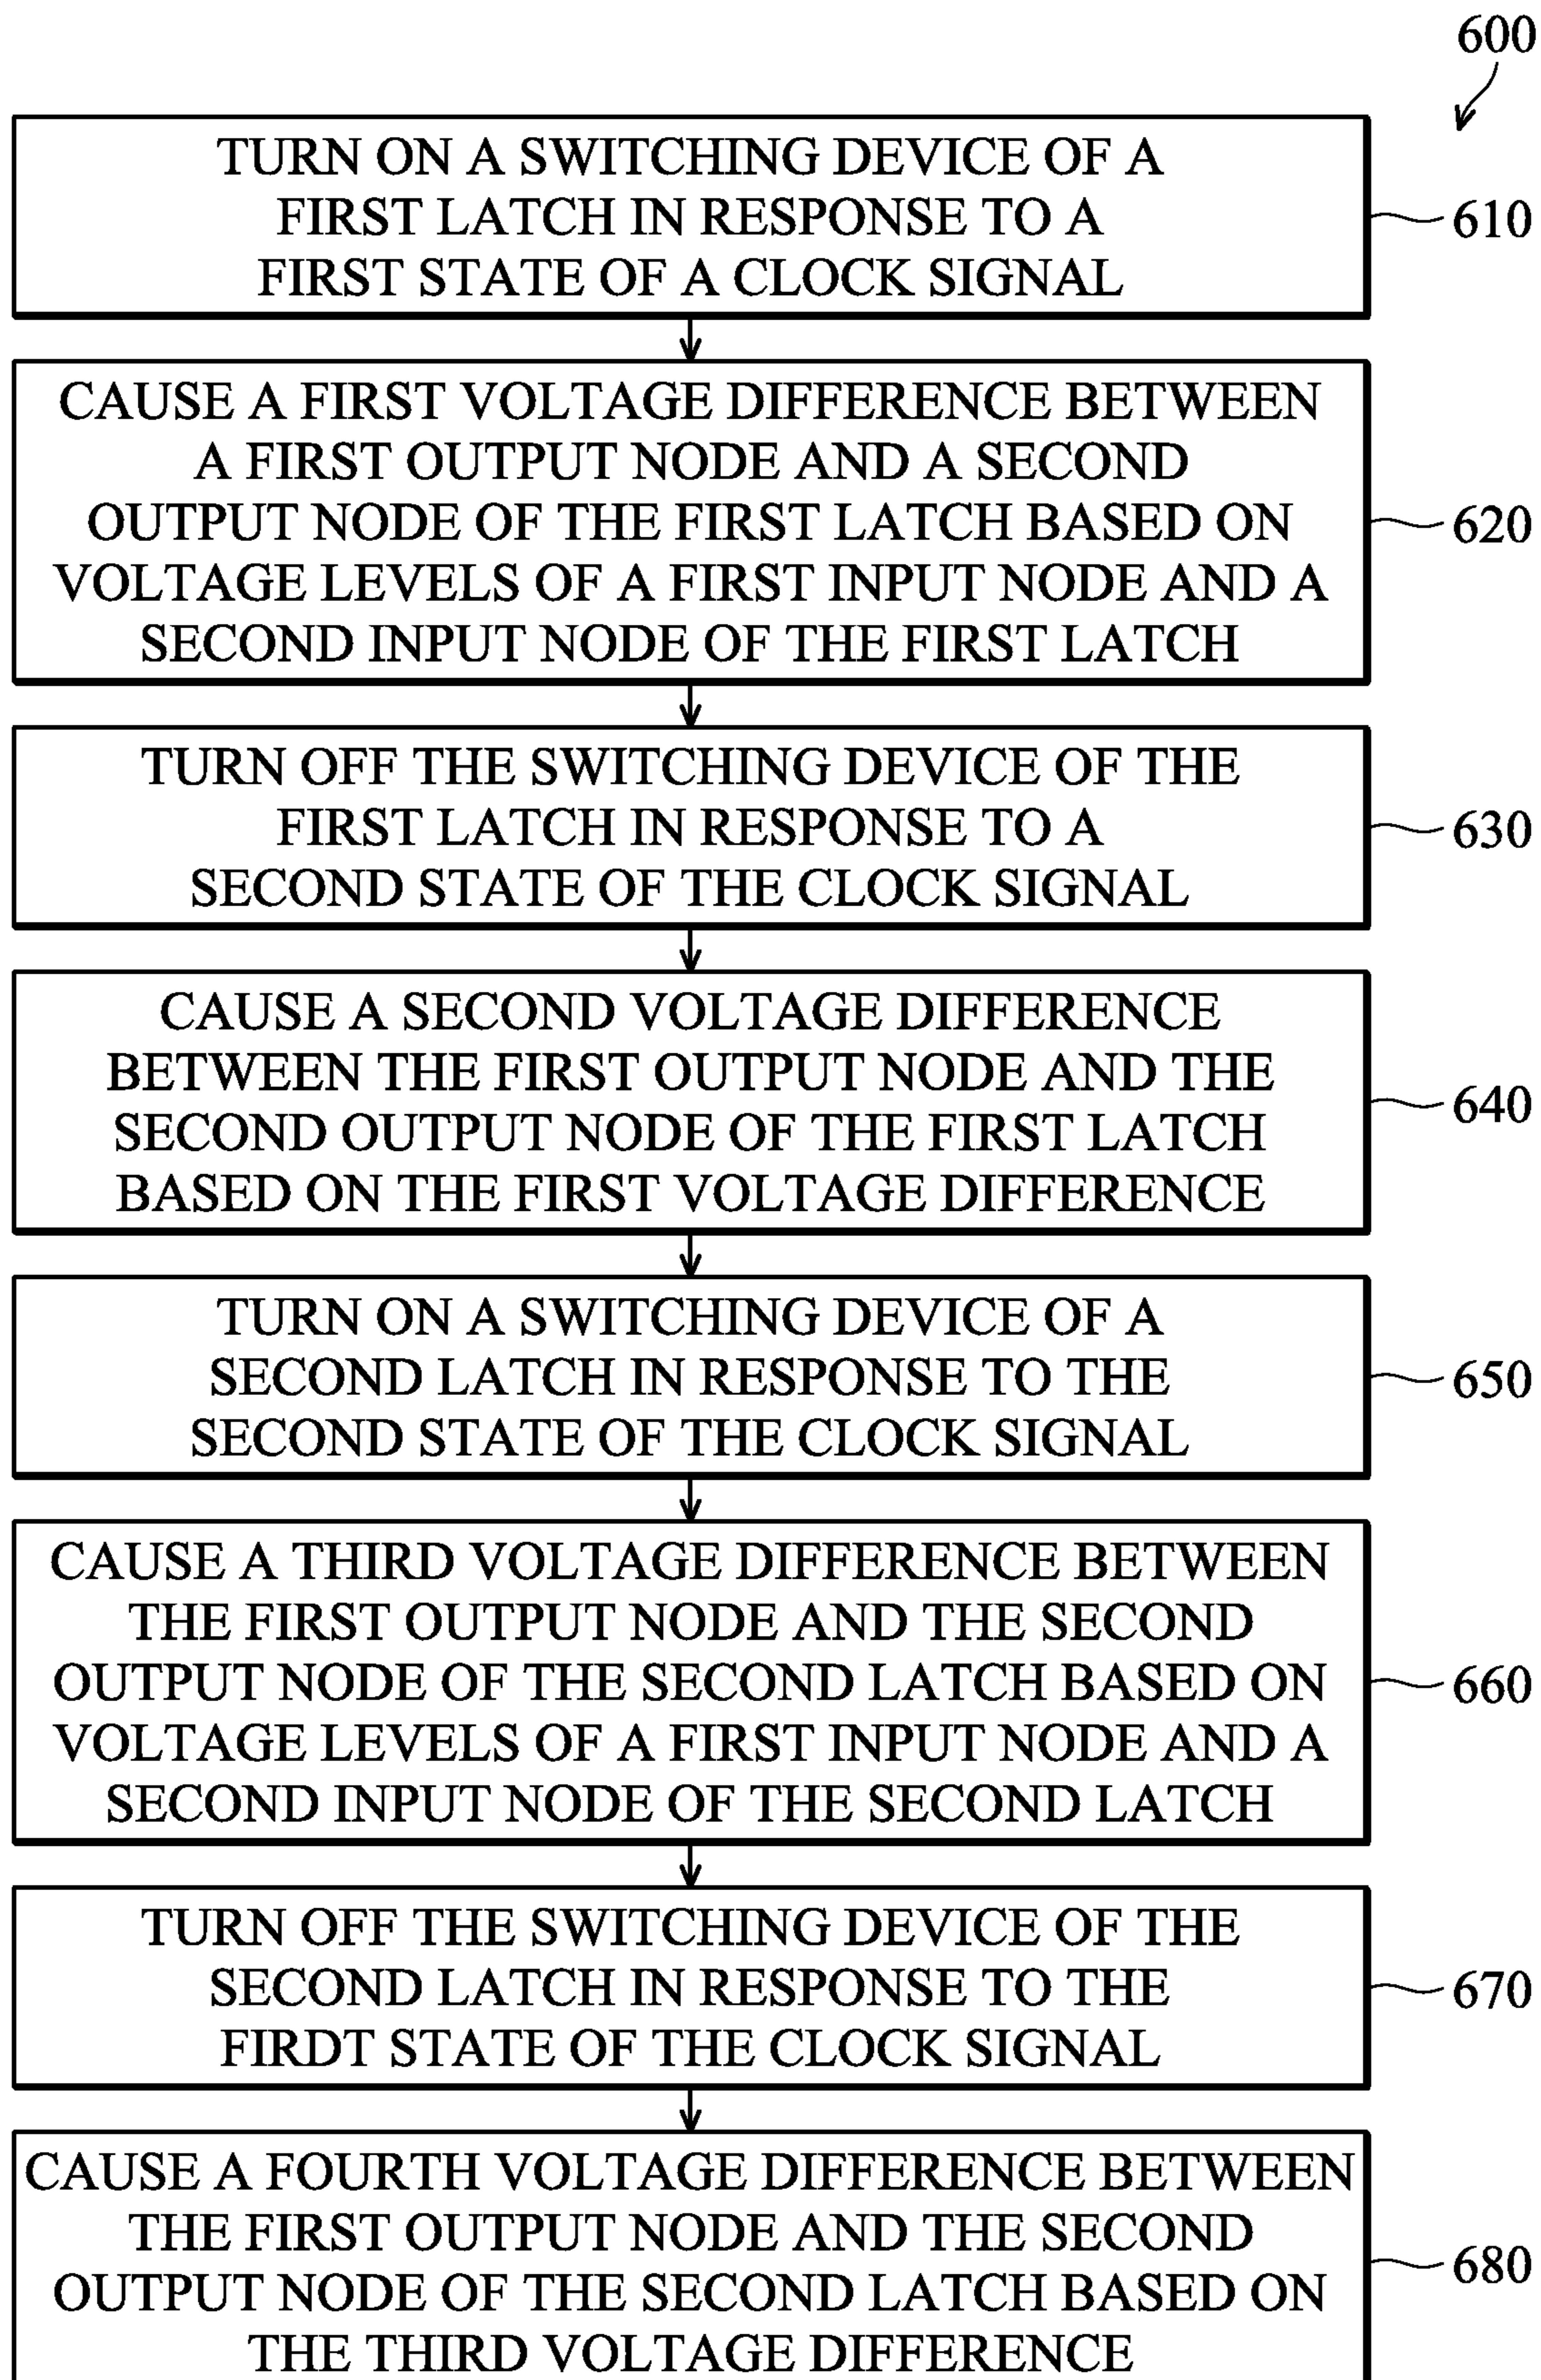 600
TURN ON A SWITCHING DEVICE OF A
FIRST LATCH IN RESPONSE TO A
FIRST STATE OF A CLOCK SIGNAL
610
CAUSE A FIRST VOLTAGE DIFFERENCE BETWEEN
A FIRST OUTPUT NODE AND A SECOND
OUTPUT NODE OF THE FIRST LATCH BASED ON
VOLTAGE LEVELS OF A FIRST INPUT NODE AND A
SECOND INPUT NODE OF THE FIRST LATCH
620
TURN OFF THE SWITCHING DEVICE OF THE
FIRST LATCH IN RESPONSE TO A
SECOND STATE OF THE CLOCK SIGNAL
630
CAUSE A SECOND VOLTAGE DIFFERENCE
BETWEEN THE FIRST OUTPUT NODE AND THE
SECOND OUTPUT NODE OF THE FIRST LATCH
BASED ON THE FIRST VOLTAGE DIFFERENCE
640
TURN ON A SWITCHING DEVICE OF A
SECOND LATCH IN RESPONSE TO THE
SECOND STATE OF THE CLOCK SIGNAL
650
CAUSE A THIRD VOLTAGE DIFFERENCE BETWEEN
THE FIRST OUTPUT NODE AND THE SECOND
OUTPUT NODE OF THE SECOND LATCH BASED ON
VOLTAGE LEVELS OF A FIRST INPUT NODE AND A
SECOND INPUT NODE OF THE SECOND LATCH
660
TURN OFF THE SWITCHING DEVICE OF THE
SECOND LATCH IN RESPONSE TO THE
FIRDT STATE OF THE CLOCK SIGNAL
670
CAUSE A FOURTH VOLTAGE DIFFERENCE BETWEEN
THE FIRST OUTPUT NODE AND THE SECOND
OUTPUT NODE OF THE SECOND LATCH BASED ON
THE THIRD VOLTAGE DIFFERENCE
680